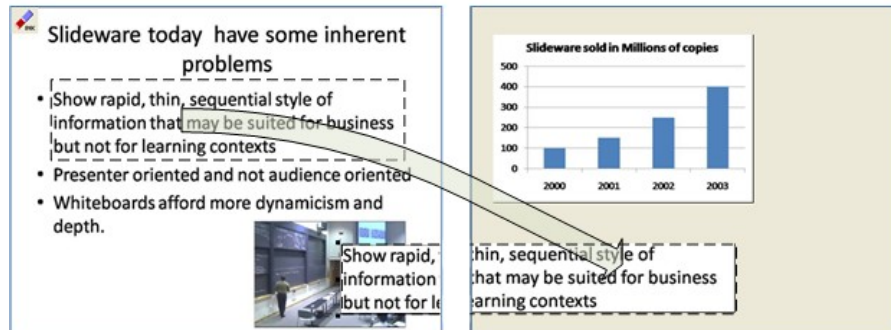 INK
Slideware today have some inherent
problems
• Show rapid, thin, sequential style of
information that may be suited for business
but not for learning contexts
• Presenter oriented and not audience oriented
• Whiteboards afford more dynamicism and
depth.
Show rapid,
information
but not for le
Slideware sold in Millions of copies
500
400
300
200
100
0
2000 2001 2002 2003
thin, sequential style of
that may be suited for business
earning contexts